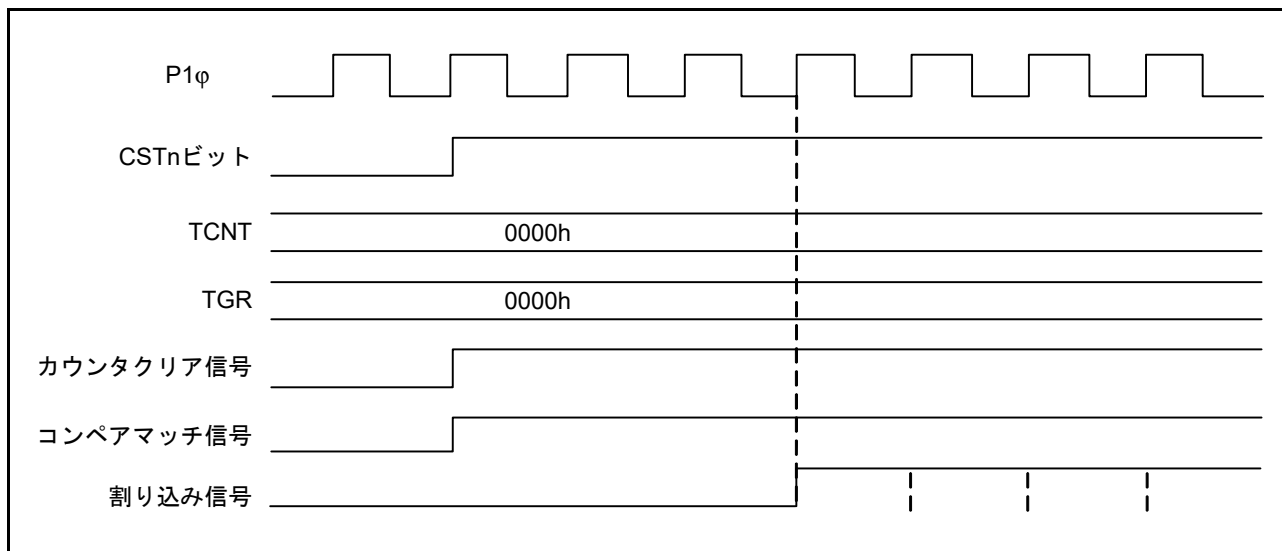 P1φ
CSTnビット
TCNT
0000h
TGR
0000h
カウンタクリア信号
コンペアマッチ信号
割り込み信号